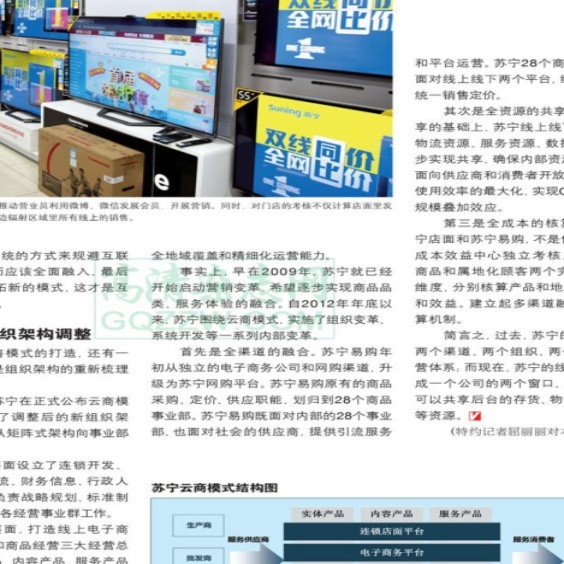 双线
全网同比价
1
ONE SUNING
首届
Suning 苏宁
双线同价
全网比价
推动营业员利用微博、微信发展会员、开展营销。同时,对门店的考核不仅计算店面里发
边辐射区域里所有线上的销售。
统的方式来规避互联
而应该全面融入,最后
拓新的模式,这才是互
织架构调整
商模式的打造,还有一
是组织架构的重新梳理
苏宁在正式公布云商模
了调整后的新组织架
从矩阵式架构向事业部
层面设立了连锁开发、
流、财务信息、行政人
负责战略规划、标准制
各经营事业群工作。
层面,打造线上电子商
和商品经营三大经营总
、内容产品、服务产品
全地域覆盖和精细化运营能力。
事实上,早在2009年,苏宁就已经
开始启动营销变革,希望逐步实现商品品
类、服务体验的融合,自2012年年底以
来,苏宁围绕云商模式,实施了组织变革、
系统开发等一系列内部变革。
首先是全渠道的融合。苏宁易购年
初从独立的电子商务公司和网购渠道,升
级为苏宁网购平台。苏宁易购原有的商品
采购、定价、供应职能,划归到28个商品
事业部。苏宁易购既面对内部的28个事业
部,也面对社会的供应商,提供引流服务
和平台运营。苏宁28个商
面对线上线下两个平台,
统一销售定价。
其次是全资源的共享
享的基础上,苏宁线上线
物流资源、服务资源、数
步实现共享,确保内部资
面向供应商和消费者开放
使用效率的最大化,实现
规模叠加效应。
第三是全成本的核
宁店面和苏宁易购,不是
成本效益中心独立考核,
商品和属地化顾客两个
维度,分别核算产品和地
和效益。建立起多渠道
算机制。
简言之,过去,苏宁的
两个渠道、两个组织、两
营体系;而现在,苏宁的线
成一个公司的两个窗口,
可以共享后台的存货、物
等资源。
(特约记者屈丽丽对本
苏宁云商模式结构图
实体产品 内容产品 服务产品
生产商
连锁店面平台
服务供应商 服务消费者
电子商务平台
批发商